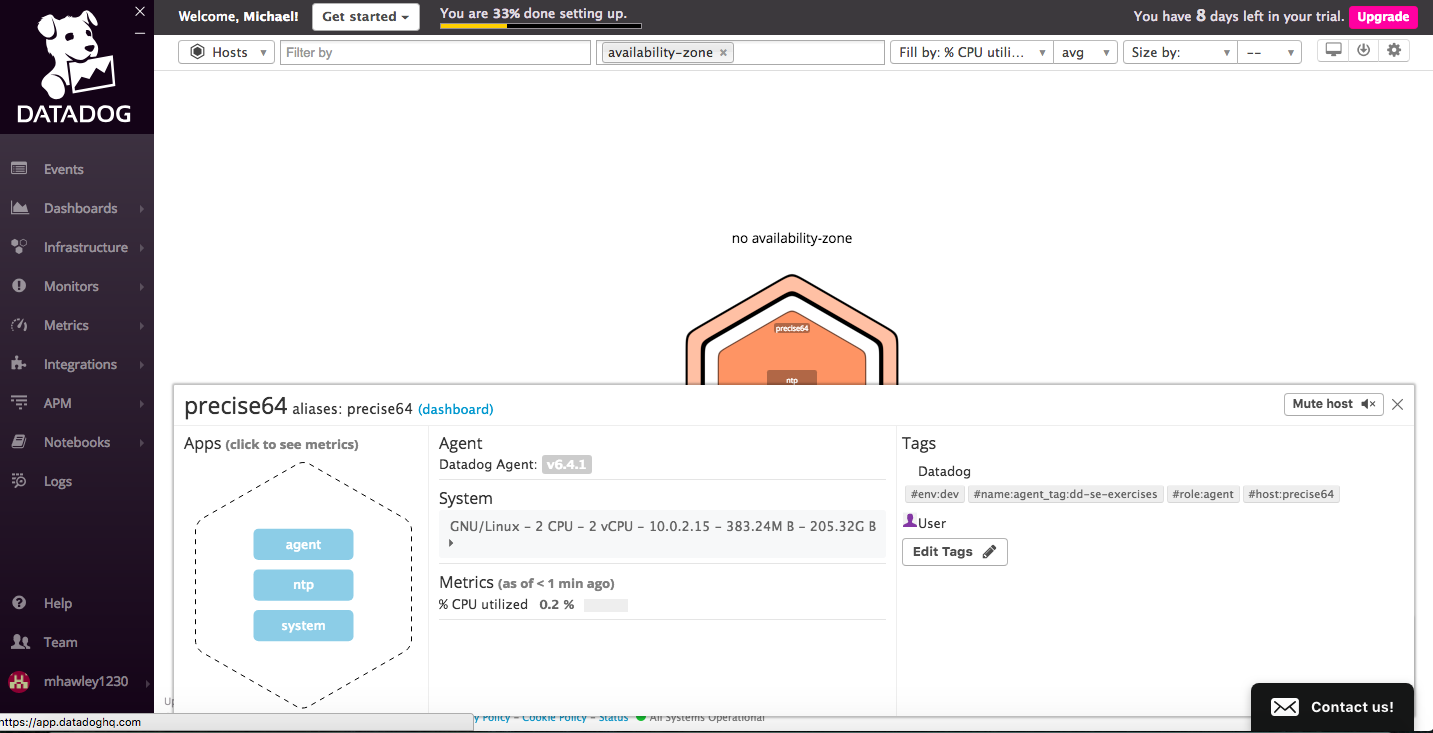 Welcome, Michael!
Get started
You are 33% done setting up.
You have 8 days left in your trial.
Upgrade
DATADOG
Hosts
Filter by
availability-zone ×
Fill by: % CPU utili...
avg
Size by:
--
Events
Dashboards
Infrastructure
Monitors
Metrics
Integrations
APM
Notebooks
Logs
Help
Team
mhawley1230
no availability-zone
precise64
ntp
precise64 aliases: precise64 (dashboard)
Mute host
Apps (click to see metrics)
agent
ntp
system
Agent
Datadog Agent: v6.4.1
System
GNU/Linux - 2 CPU - 2 vCPU - 10.0.2.15 - 383.24M B - 205.32G B
Metrics (as of < 1 min ago)
% CPU utilized 0.2 %
Tags
Datadog
#env:dev #name:agent_tag:dd-se-exercises #role:agent #host:precise64
User
Edit Tags
Policy - Cookie Policy - Status All Systems Operational
https://app.datadoghq.com
Contact us!